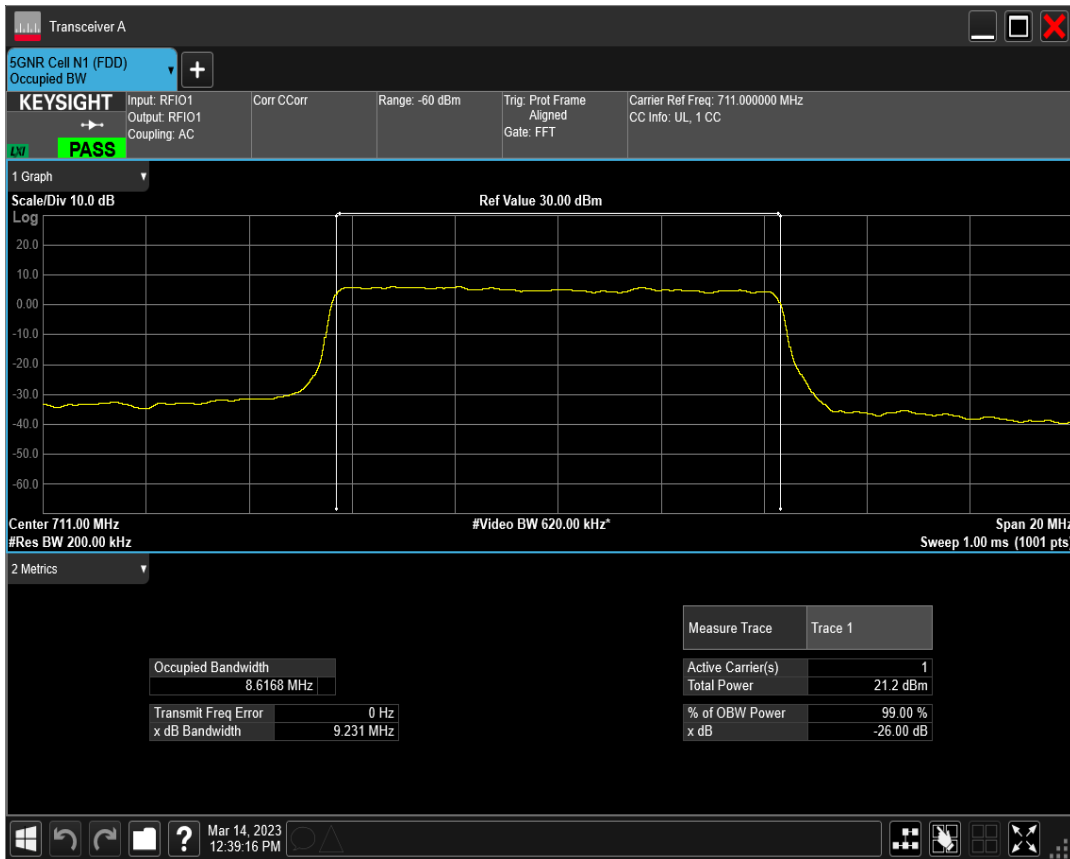 Transceiver A
5GNR Cell N1 (FDD)
Occupied BW
+
KEYSIGHT
LXI
PASS
Input: RFIO1
Output: RFIO1
Coupling: AC
Corr CCorr
Range: -60 dBm
Trig: Prot Frame
Aligned
Gate: FFT
Carrier Ref Freq: 711.000000 MHz
CC Info: UL, 1 CC
1 Graph
Scale/Div 10.0 dB
Ref Value 30.00 dBm
Log
20.0
10.0
0.00
-10.0
-20.0
-30.0
-40.0
-50.0
-60.0
Center 711.00 MHz
#Video BW 620.00 kHz*
Span 20 MHz
#Res BW 200.00 kHz
Sweep 1.00 ms (1001 pts)
2 Metrics
Measure Trace Trace 1
Occupied Bandwidth
8.6168 MHz
Active Carrier(s) 1
Total Power 21.2 dBm
Transmit Freq Error 0 Hz
x dB Bandwidth 9.231 MHz
% of OBW Power 99.00 %
x dB -26.00 dB
?
Mar 14, 2023
12:39:16 PM